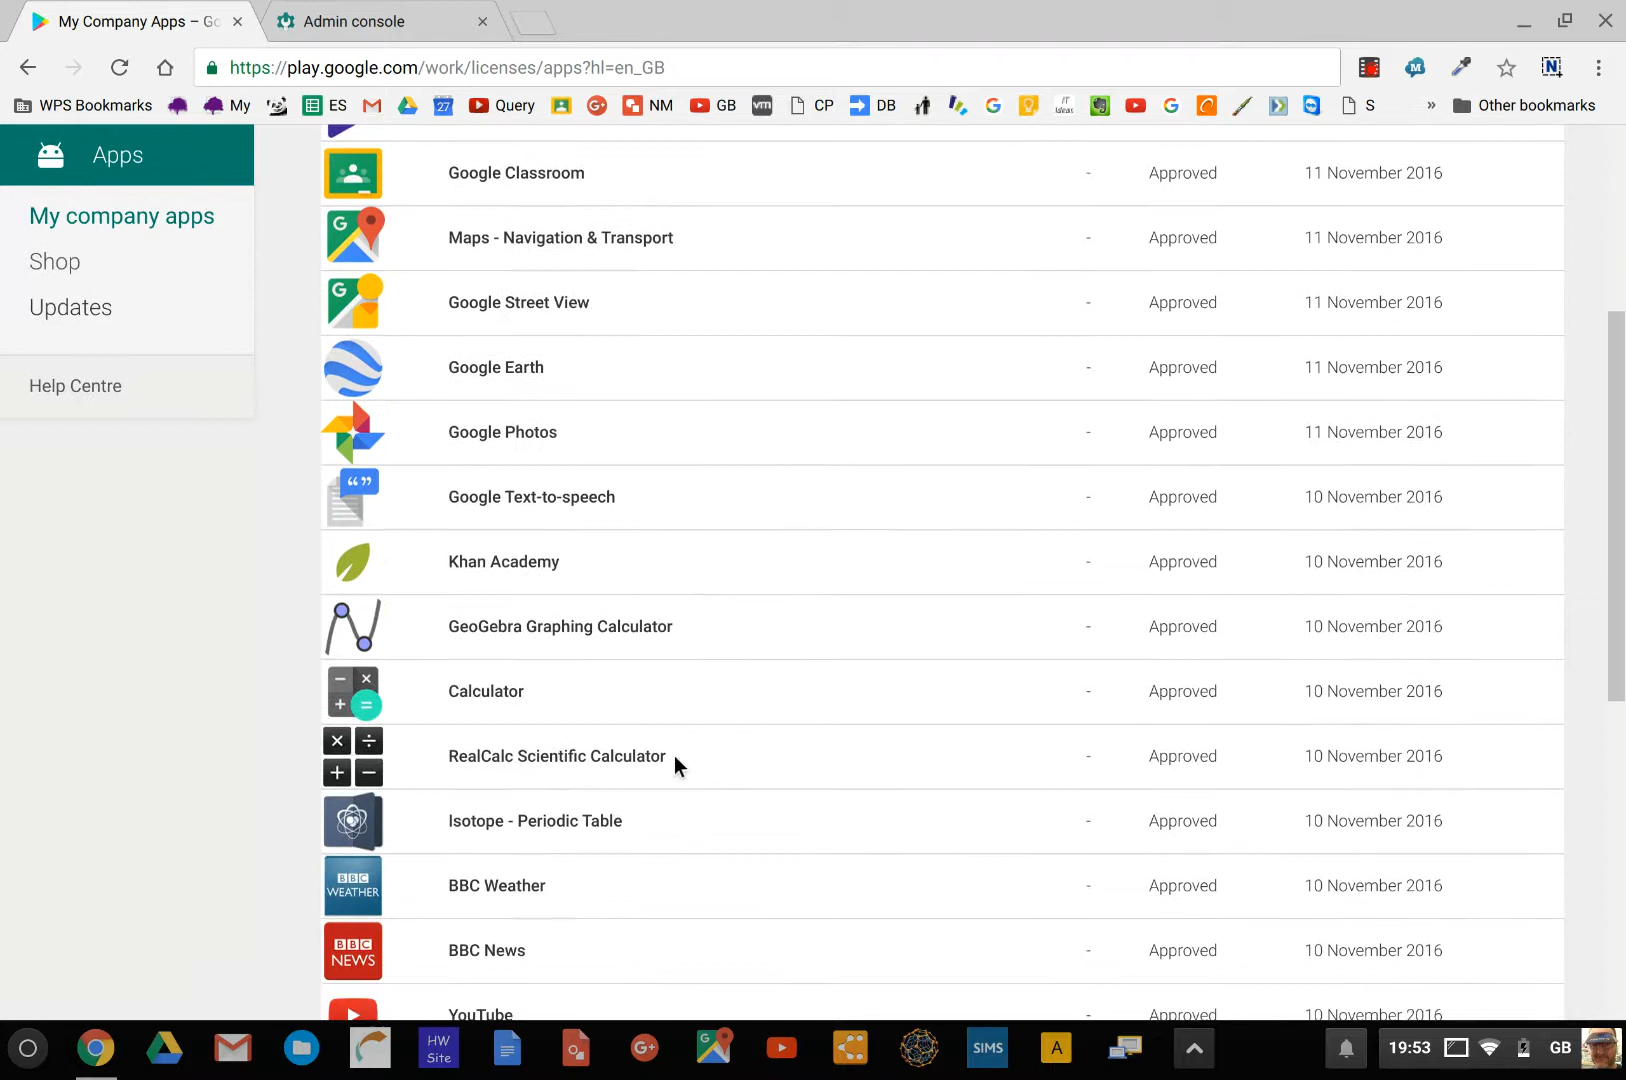 My Company Apps – Go
Admin console
https://play.google.com/work/licenses/apps?hl=en_GB
WPS Bookmarks
My
ES
27
Query
NM
GB
vm
CP
DB
IT
Ideas
S
»
Other bookmarks
Apps
My company apps
Shop
Updates
Help Centre
Google Classroom - Approved 11 November 2016
Maps - Navigation & Transport - Approved 11 November 2016
Google Street View - Approved 11 November 2016
Google Earth - Approved 11 November 2016
Google Photos - Approved 11 November 2016
Google Text-to-speech - Approved 10 November 2016
Khan Academy - Approved 10 November 2016
GeoGebra Graphing Calculator - Approved 10 November 2016
Calculator - Approved 10 November 2016
RealCalc Scientific Calculator - Approved 10 November 2016
Isotope - Periodic Table - Approved 10 November 2016
BBC
WEATHER
BBC Weather - Approved 10 November 2016
BBC
NEWS
BBC News - Approved 10 November 2016
YouTube - Approved 10 November 2016
HW
Site
SIMS
A
19:53
GB